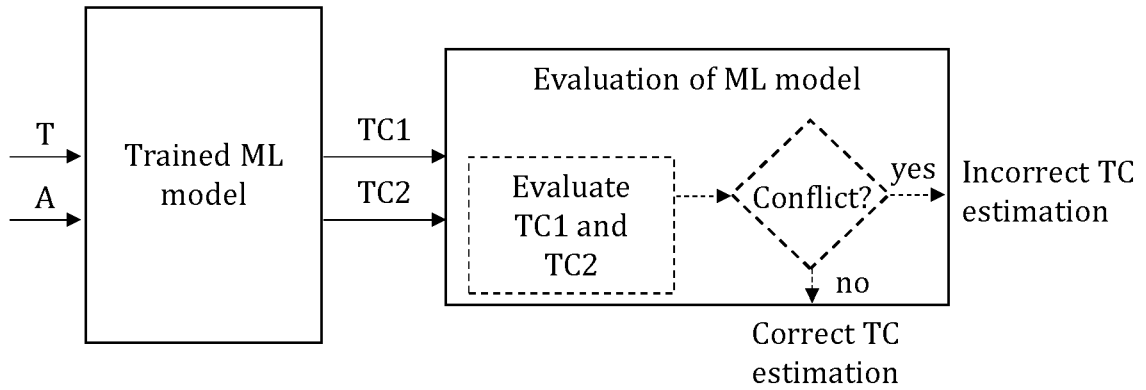 T
A
Trained ML
model
TC1
TC2
Evaluation of ML model
Evaluate
TC1 and
TC2
Conflict?
yes
Incorrect TC
estimation
no
Correct TC
estimation